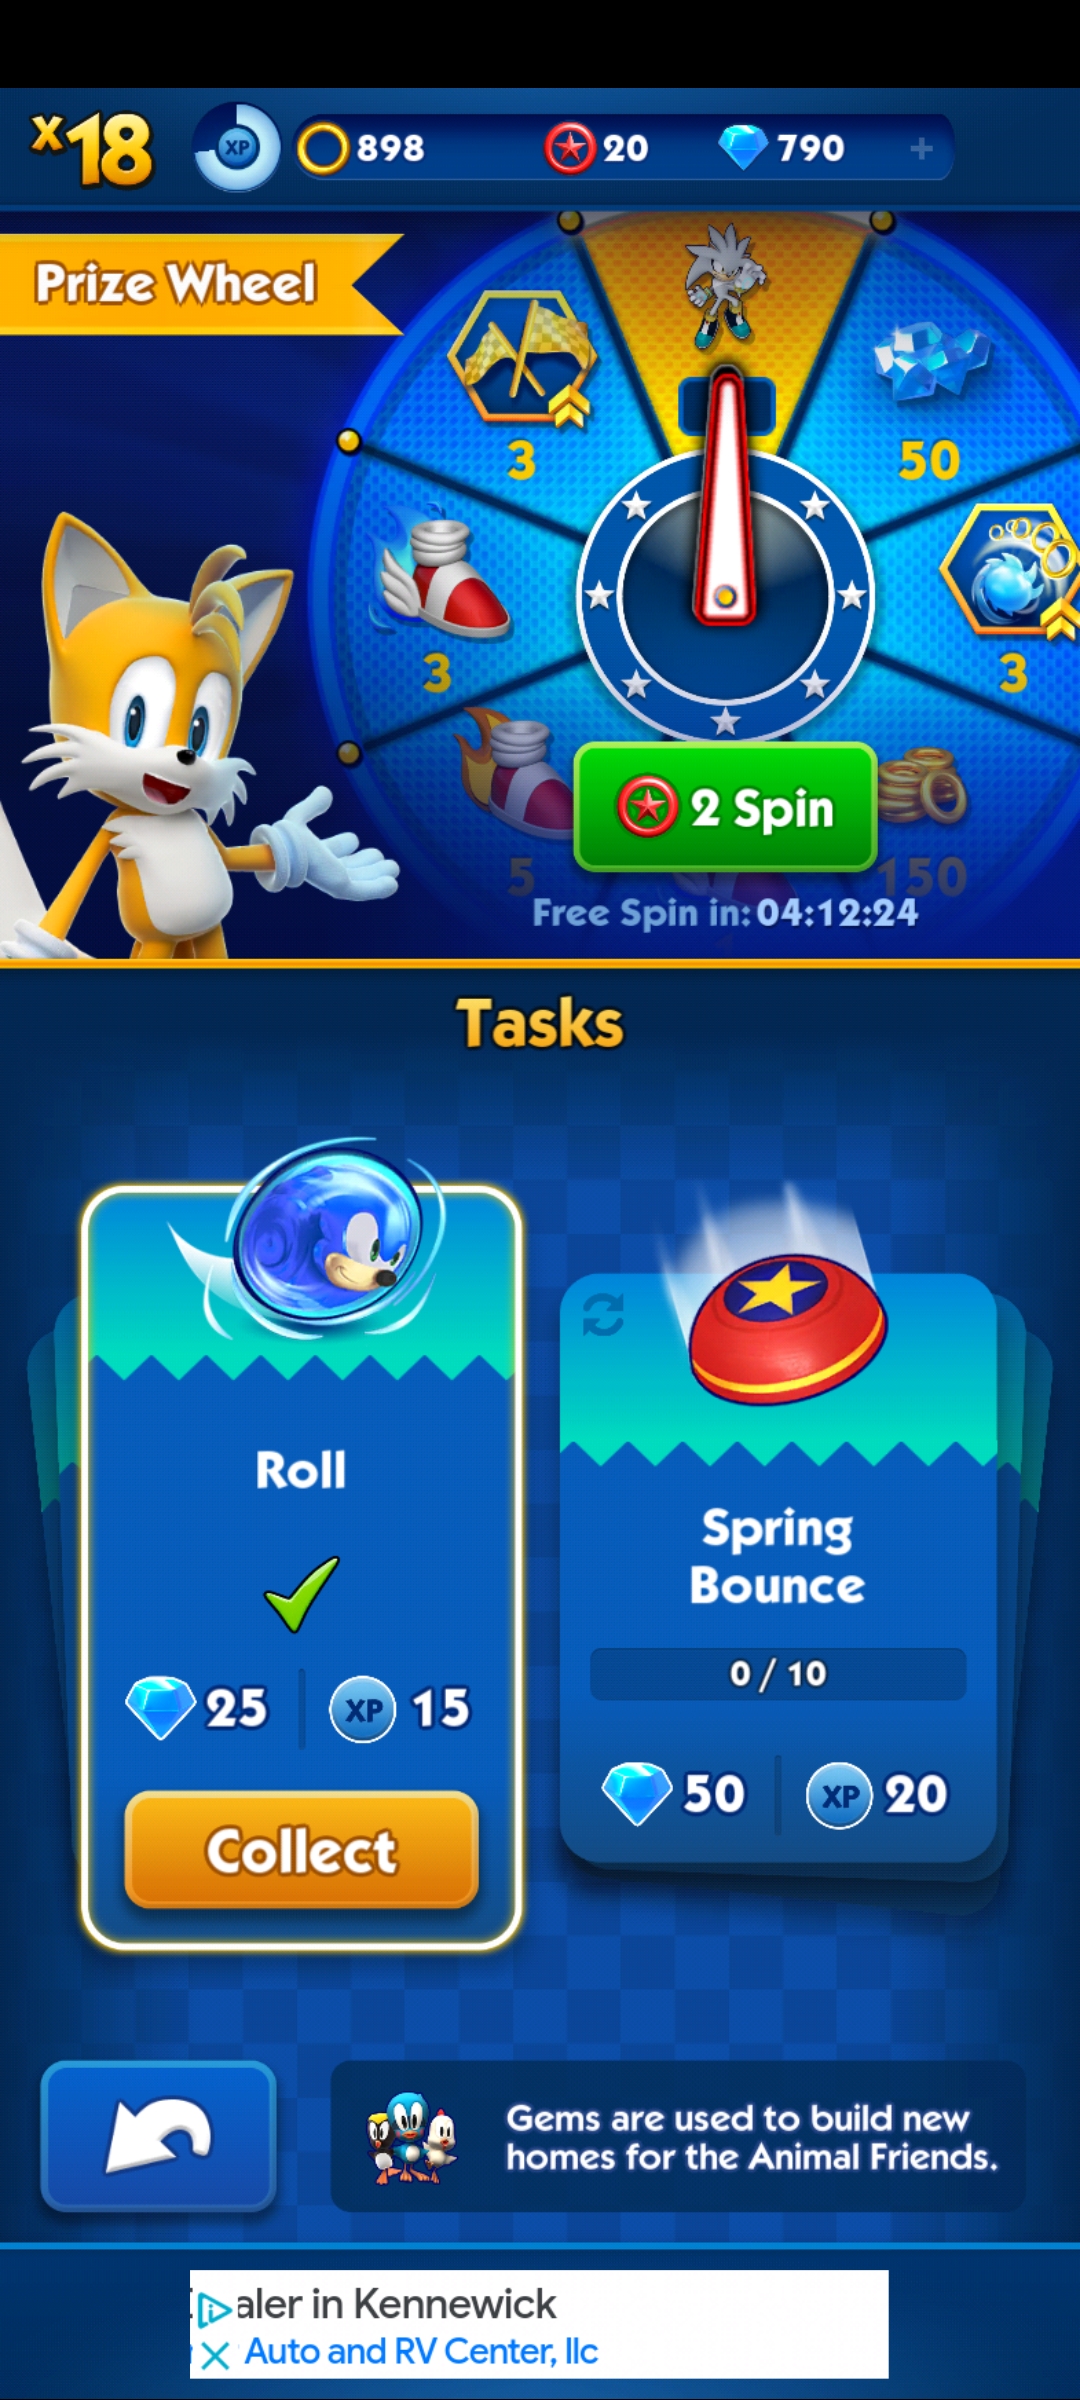 x18
XP
898
20
790
+
Prize Wheel
3
50
3
3
2 Spin
5
150
Free Spin in: 04:12:24
Tasks
Roll
25
XP 15
Collect
Spring
Bounce
0 / 10
50
XP 20
Gems are used to build new
homes for the Animal Friends.
aler in Kennewick
Auto and RV Center, llc